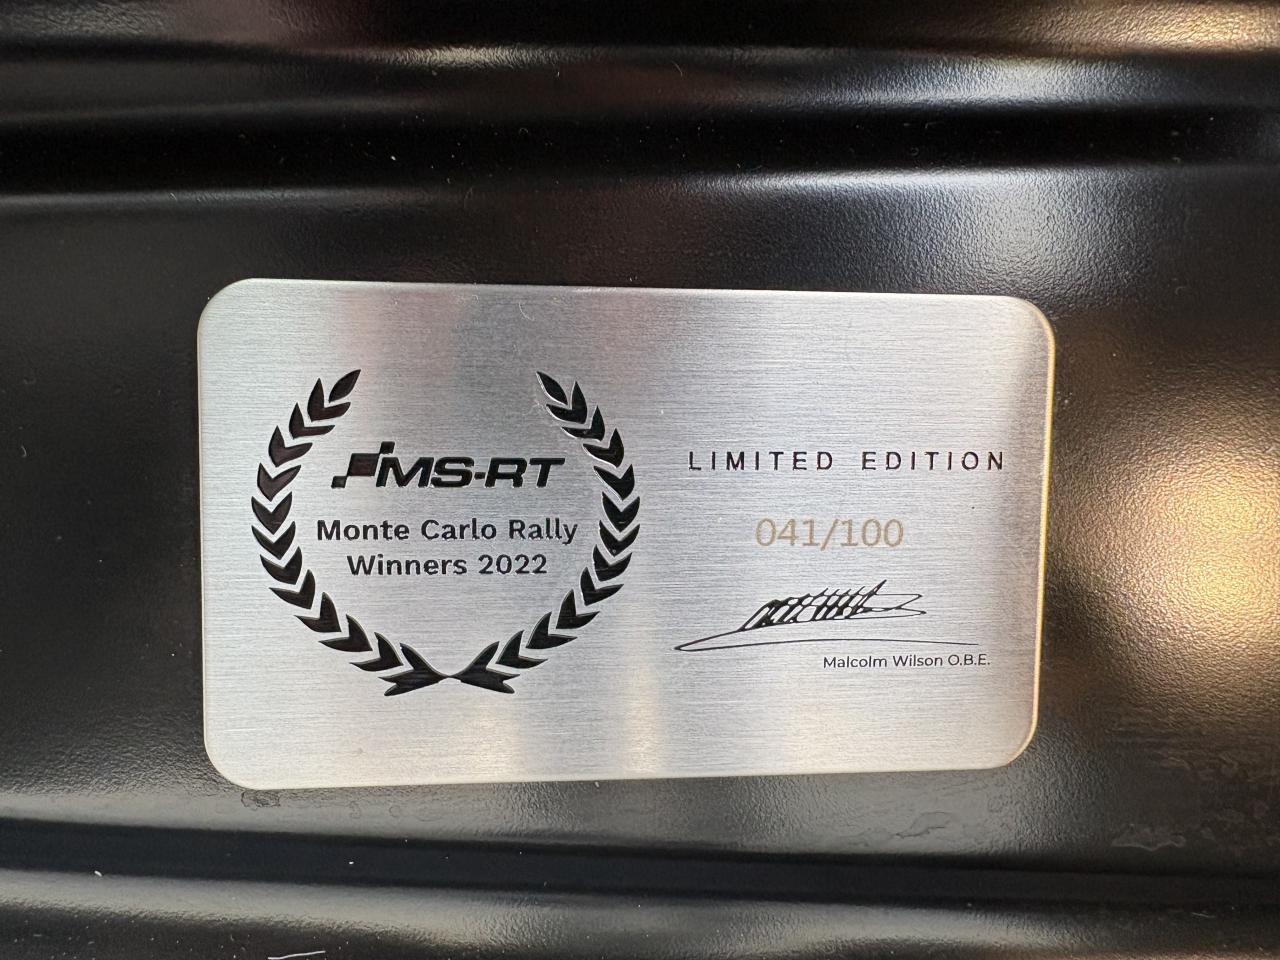 MS-RT
Monte Carlo Rally
Winners 2022
LIMITED EDITION
041/100
Malcolm Wilson O.B.E.